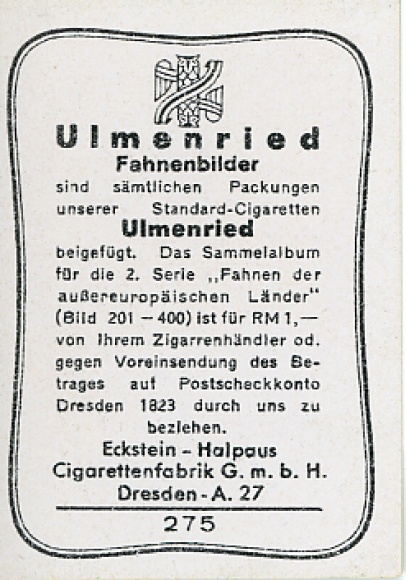 Ulmenried
Fahnenbilder
sind sämtlichen Packungen
unserer Standard-Cigaretten
Ulmenried
beigefügt. Das Sammelalbum
für die 2. Serie „Fahnen der
außereuropäischen Länder"
(Bild 201 – 400) ist für RM 1,—
von Ihrem Zigarrenhändler od.
gegen Voreinsendung des Be-
trages auf Postscheckkonto
Dresden 1823 durch uns zu
beziehen.
Eckstein - Halpaus
Cigarettenfabrik G. m. b. H.
Dresden - A. 27
275